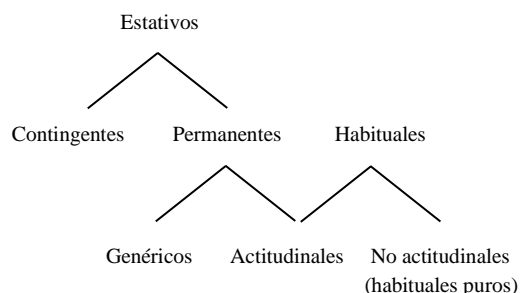 Estativos
Contingentes Permanentes Habituales
Genéricos Actitudinales No actitudinales
(habituales puros)